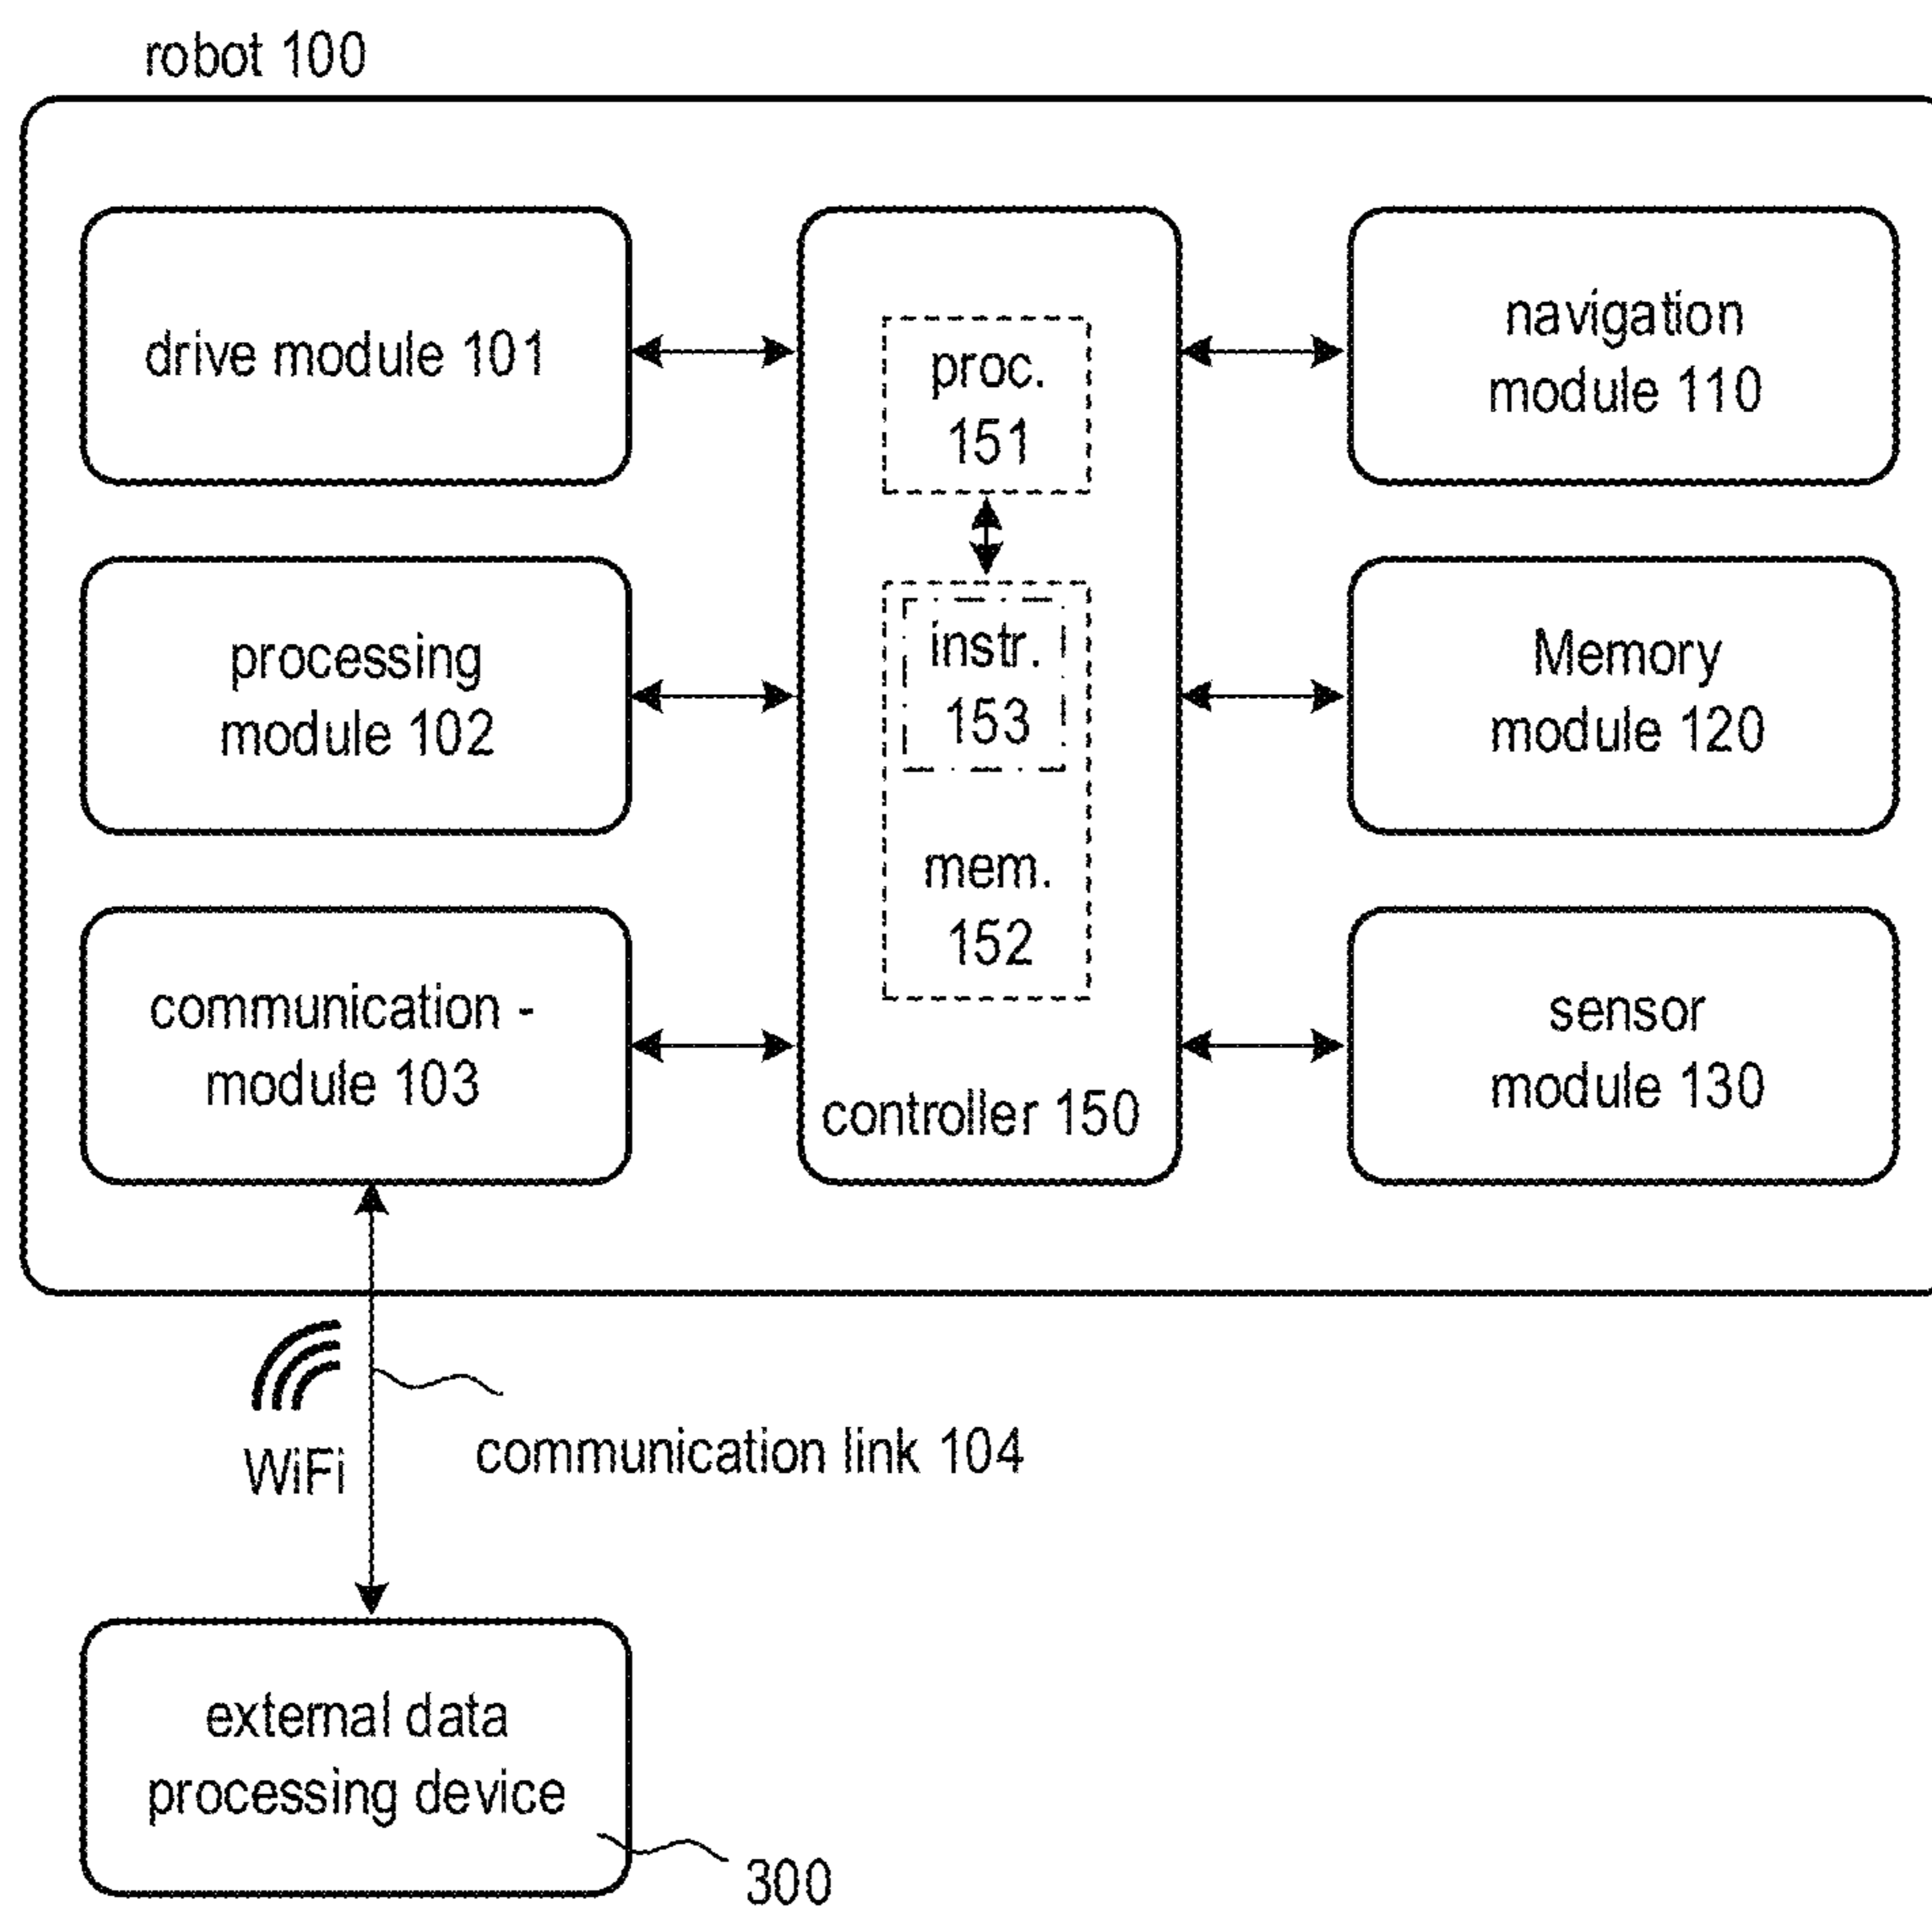 robot 100
drive module 101
processing
module 102
communication -
module 103
proc.
151
instr.
153
mem.
152
controller 150
navigation
module 110
Memory
module 120
sensor
module 130
WiFi
communication link 104
external data
processing device
300